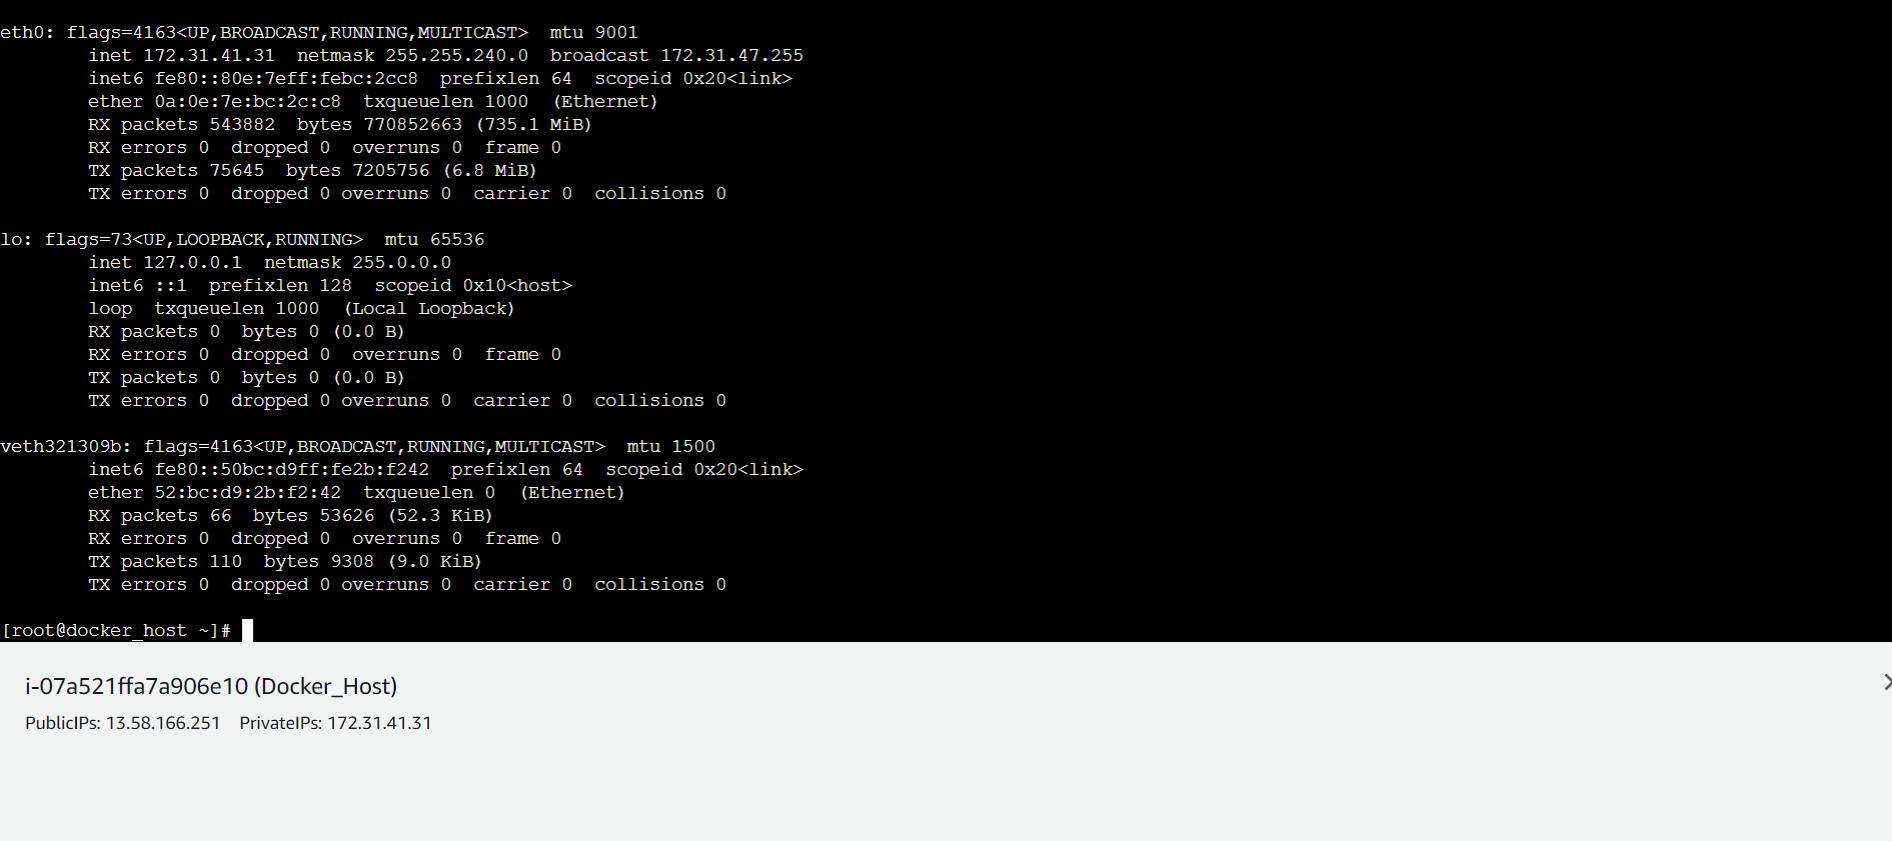 eth0: flags=4163<UP,BROADCAST,RUNNING,MULTICAST>  mtu 9001
        inet 172.31.41.31  netmask 255.255.240.0  broadcast 172.31.47.255
        inet6 fe80::80e:7eff:febc:2cc8  prefixlen 64  scopeid 0x20<link>
        ether 0a:0e:7e:bc:2c:c8  txqueuelen 1000  (Ethernet)
        RX packets 543882  bytes 770852663 (735.1 MiB)
        RX errors 0  dropped 0  overruns 0  frame 0
        TX packets 75645  bytes 7205756 (6.8 MiB)
        TX errors 0  dropped 0 overruns 0  carrier 0  collisions 0

lo: flags=73<UP,LOOPBACK,RUNNING>  mtu 65536
        inet 127.0.0.1  netmask 255.0.0.0
        inet6 ::1  prefixlen 128  scopeid 0x10<host>
        loop  txqueuelen 1000  (Local Loopback)
        RX packets 0  bytes 0 (0.0 B)
        RX errors 0  dropped 0  overruns 0  frame 0
        TX packets 0  bytes 0 (0.0 B)
        TX errors 0  dropped 0 overruns 0  carrier 0  collisions 0

veth321309b: flags=4163<UP,BROADCAST,RUNNING,MULTICAST>  mtu 1500
        inet6 fe80::50bc:d9ff:fe2b:f242  prefixlen 64  scopeid 0x20<link>
        ether 52:bc:d9:2b:f2:42  txqueuelen 0  (Ethernet)
        RX packets 66  bytes 53626 (52.3 KiB)
        RX errors 0  dropped 0  overruns 0  frame 0
        TX packets 110  bytes 9308 (9.0 KiB)
        TX errors 0  dropped 0 overruns 0  carrier 0  collisions 0

[root@docker_host ~]#
i-07a521ffa7a906e10 (Docker_Host)
PublicIPs: 13.58.166.251    PrivateIPs: 172.31.41.31